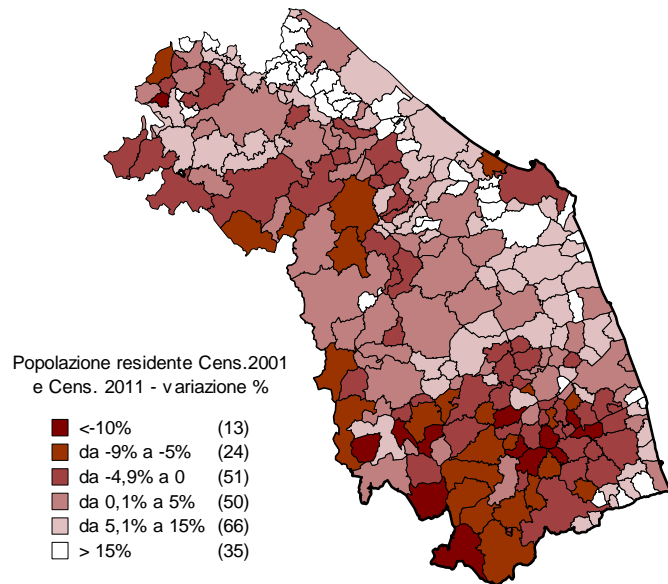 Popolazione residente Cens.2001
e Cens. 2011 - variazione %
<-10% (13)
da -9% a -5% (24)
da -4,9% a 0 (51)
da 0,1% a 5% (50)
da 5,1% a 15% (66)
> 15% (35)